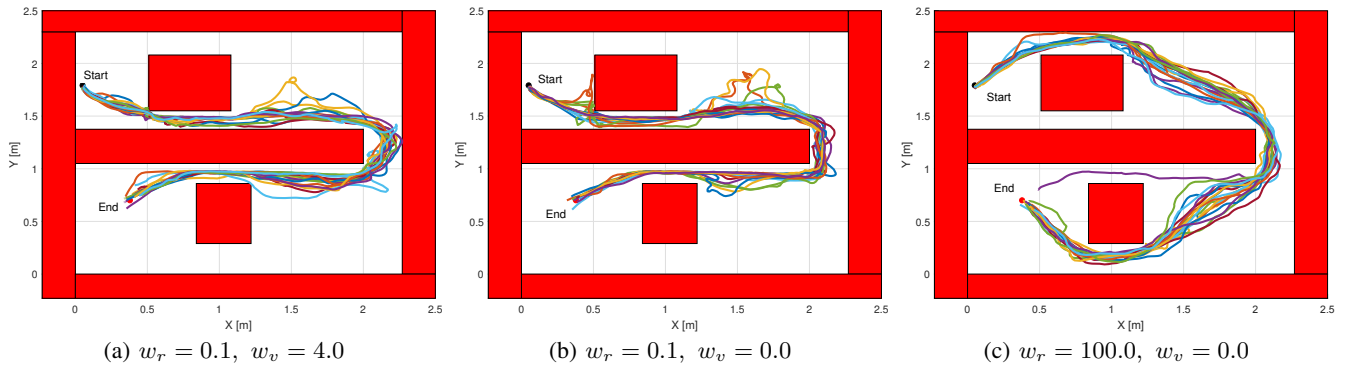 2.5
2
1.5
1
0.5
0
Y [m]
Start
End
0 0.5 1 1.5 2 2.5
X [m]
(a) w_r = 0.1, w_v = 4.0
2.5
2
1.5
1
0.5
0
Y [m]
Start
End
0 0.5 1 1.5 2 2.5
X [m]
(b) w_r = 0.1, w_v = 0.0
2.5
2
1.5
1
0.5
0
Y [m]
Start
End
0 0.5 1 1.5 2 2.5
X [m]
(c) w_r = 100.0, w_v = 0.0